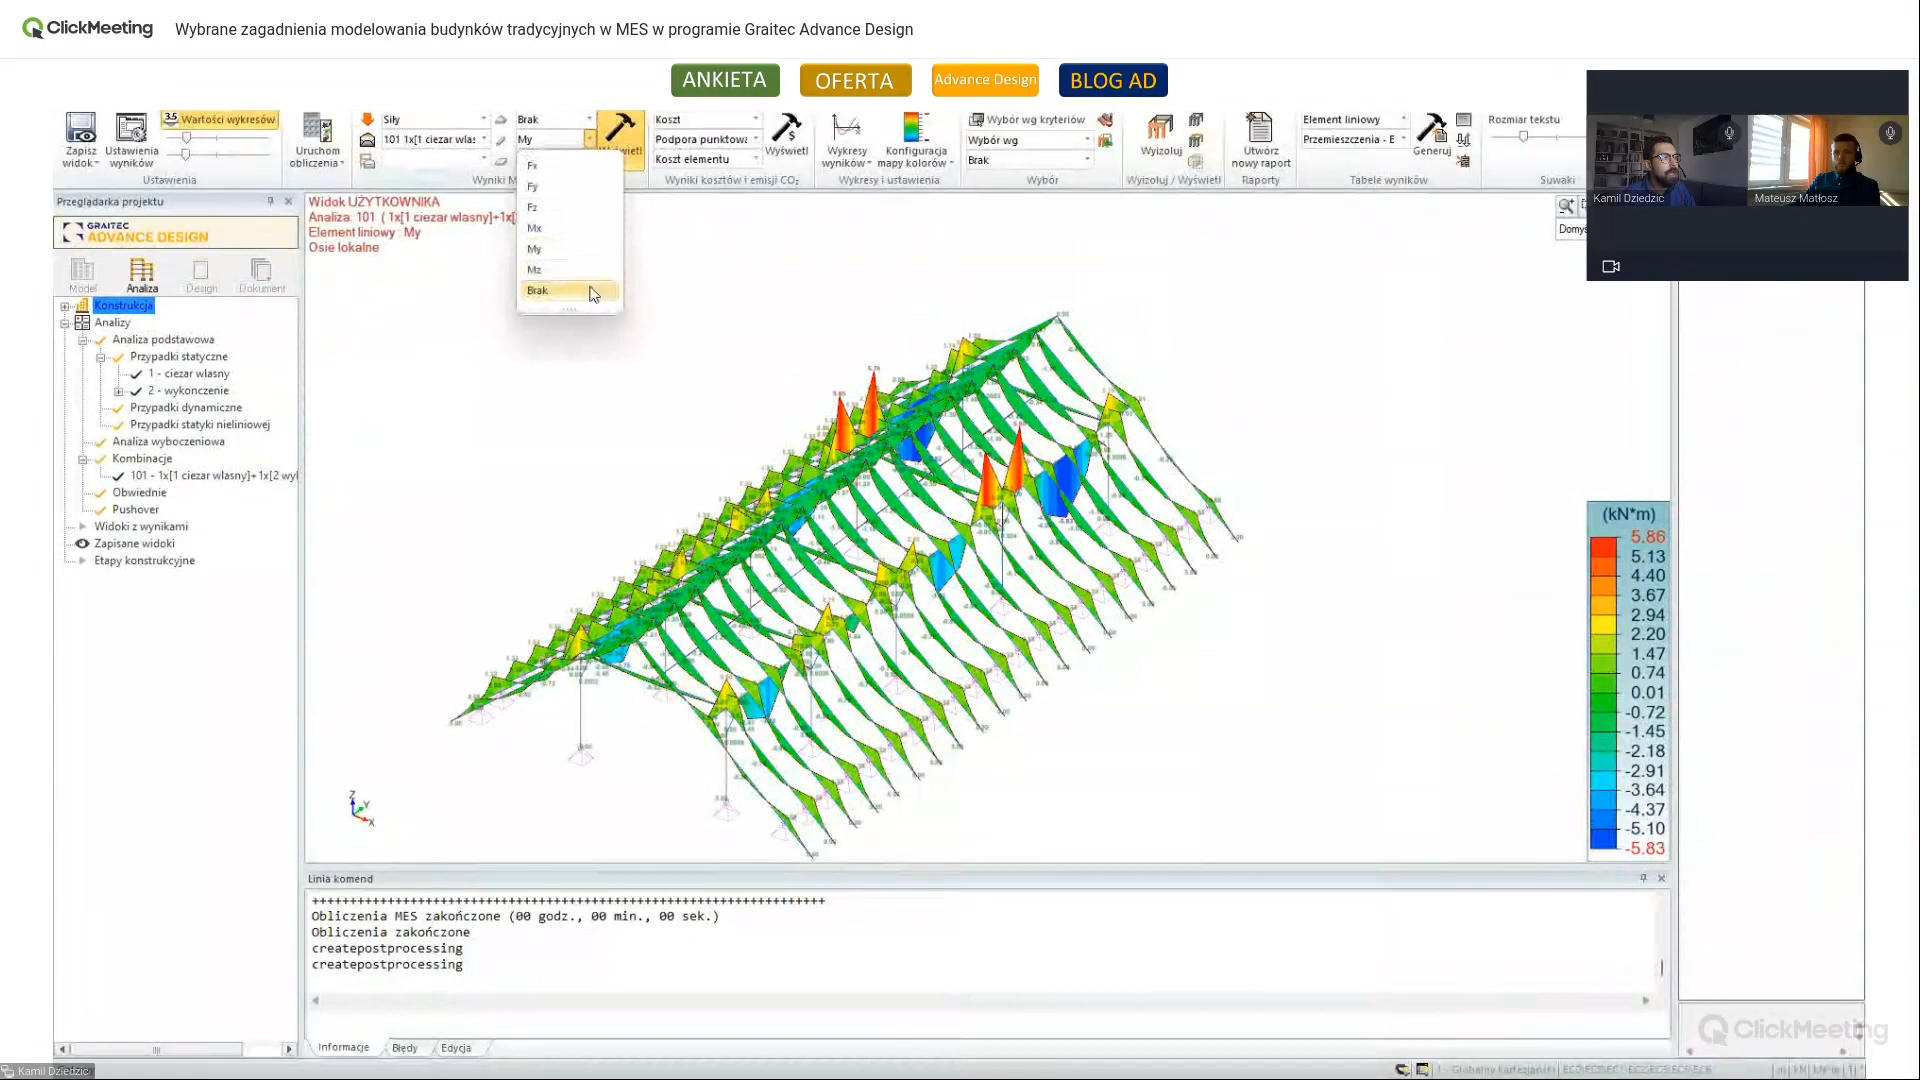 ClickMeeting
Wybrane zagadnienia modelowania budynków tradycyjnych w MES w programie Graitec Advance Design
ANKIETA
OFERTA
Advance Design
BLOG AD
Zapisz widok
Ustawienia wyników
3.5 Wartości wykresów
Ustawienia
Uruchom obliczenia
Siły
101 1x[1 ciezar wlas
Brak
My
Wyniki M
Fx
Fy
Fz
Mx
My
Mz
Brak
Koszt
Podpora punktowa
Koszt elementu
Wyświetl
Wyniki kosztów i emisji CO₂
Wykresy wyników
Konfiguracja mapy kolorów
Wykresy i ustawienia
Wybór wg kryteriów
Wybór wg
Brak
Wybór
Wyizoluj
Wyizoluj / Wyświetl
Utwórz nowy raport
Raporty
Element liniowy
Przemieszczenia - E
Generuj
Tabele wyników
Rozmiar tekstu
Suwaki
Kamil Dziedzic
Mateusz Matłosz
Przeglądarka projektu
GRAITEC
ADVANCE DESIGN
Model
Analiza
Design
Dokument
Konstrukcja
Analizy
Analiza podstawowa
Przypadki statyczne
1 - ciezar wlasny
2 - wykonczenie
Przypadki dynamiczne
Przypadki statyki nieliniowej
Analiza wyboczeniowa
Kombinacje
101 - 1x[1 ciezar wlasny]+1x[2 wyk
Obwiednie
Pushover
Widoki z wynikami
Zapisane widoki
Etapy konstrukcyjne
Widok UŻYTKOWNIKA
Analiza: 101 ( 1x[1 ciezar wlasny]+1x[
Element liniowy : My
Osie lokalne
Domyś
Z
Y
X
(kN*m)
5.86
5.13
4.40
3.67
2.94
2.20
1.47
0.74
0.01
-0.72
-1.45
-2.18
-2.91
-3.64
-4.37
-5.10
-5.83
Linia komend
Obliczenia MES zakończone (00 godz., 00 min., 00 sek.)
Obliczenia zakończone
createpostprocessing
createpostprocessing
Informacje
Błędy
Edycja
ClickMeeting
Kamil Dziedzic